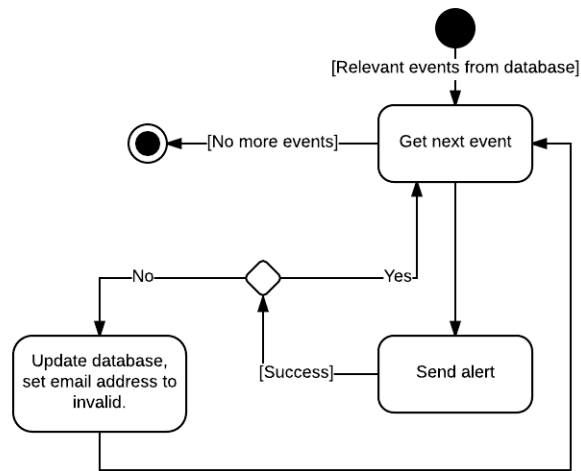 [Relevant events from database]
[No more events]
Get next event
No
Yes
Update database,
set email address to
invalid.
[Success]
Send alert